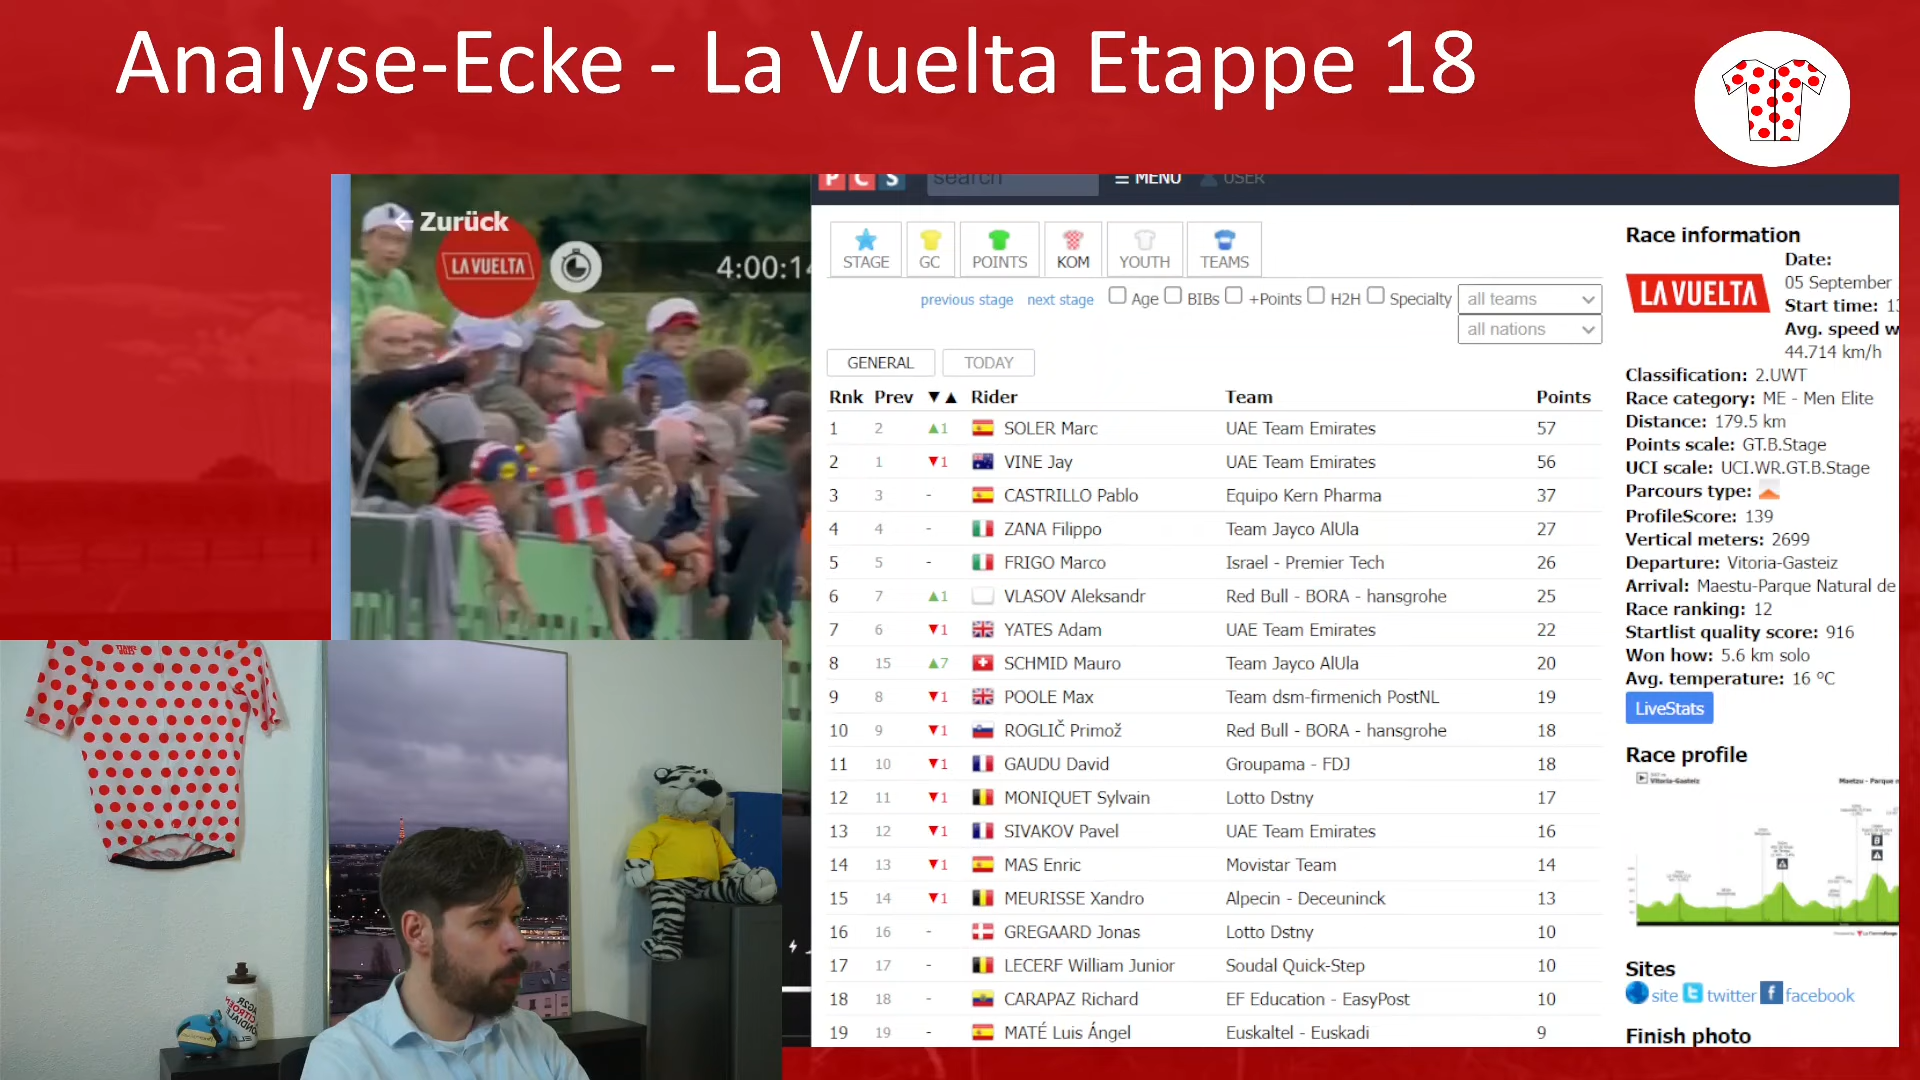 Analyse-Ecke - La Vuelta Etappe 18
← Zurück
LA VUELTA
4:00:14
PCS search ☰ MENU USER
STAGE GC POINTS KOM YOUTH TEAMS
previous stage next stage Age BIBs +Points H2H Specialty all teams
all nations
GENERAL TODAY
Rnk Prev ▼▲ Rider Team Points
1 2 ▲1 SOLER Marc UAE Team Emirates 57
2 1 ▼1 VINE Jay UAE Team Emirates 56
3 3 - CASTRILLO Pablo Equipo Kern Pharma 37
4 4 - ZANA Filippo Team Jayco AlUla 27
5 5 - FRIGO Marco Israel - Premier Tech 26
6 7 ▲1 VLASOV Aleksandr Red Bull - BORA - hansgrohe 25
7 6 ▼1 YATES Adam UAE Team Emirates 22
8 15 ▲7 SCHMID Mauro Team Jayco AlUla 20
9 8 ▼1 POOLE Max Team dsm-firmenich PostNL 19
10 9 ▼1 ROGLIČ Primož Red Bull - BORA - hansgrohe 18
11 10 ▼1 GAUDU David Groupama - FDJ 18
12 11 ▼1 MONIQUET Sylvain Lotto Dstny 17
13 12 ▼1 SIVAKOV Pavel UAE Team Emirates 16
14 13 ▼1 MAS Enric Movistar Team 14
15 14 ▼1 MEURISSE Xandro Alpecin - Deceuninck 13
16 16 - GREGAARD Jonas Lotto Dstny 10
17 17 - LECERF William Junior Soudal Quick-Step 10
18 18 - CARAPAZ Richard EF Education - EasyPost 10
19 19 - MATÉ Luis Ángel Euskaltel - Euskadi 9
Race information
LA VUELTA
Date:
05 September
Start time: 13
Avg. speed w
44.714 km/h
Classification: 2.UWT
Race category: ME - Men Elite
Distance: 179.5 km
Points scale: GT.B.Stage
UCI scale: UCI.WR.GT.B.Stage
Parcours type:
ProfileScore: 139
Vertical meters: 2699
Departure: Vitoria-Gasteiz
Arrival: Maestu-Parque Natural de
Race ranking: 12
Startlist quality score: 916
Won how: 5.6 km solo
Avg. temperature: 16 °C
LiveStats
Race profile
Vitoria-Gasteiz
Sites
site twitter facebook
Finish photo
AG2R
CITROËN